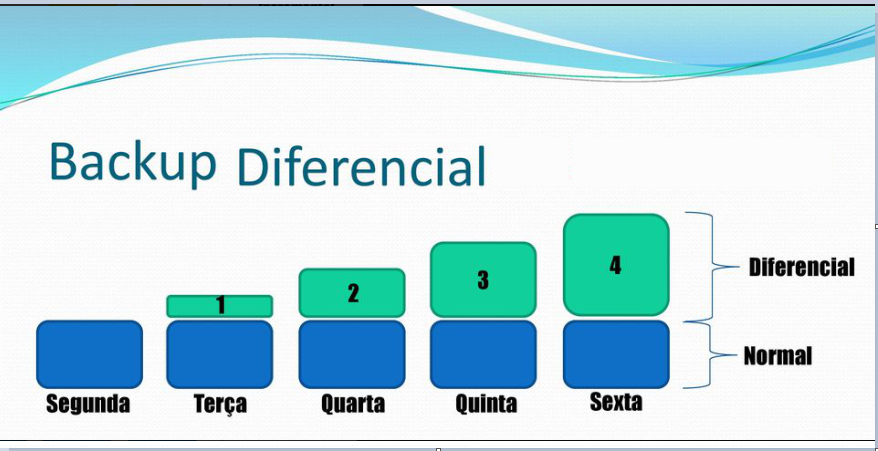 Backup Diferencial
4
3
2
1
Diferencial
Normal
Segunda Terça Quarta Quinta Sexta